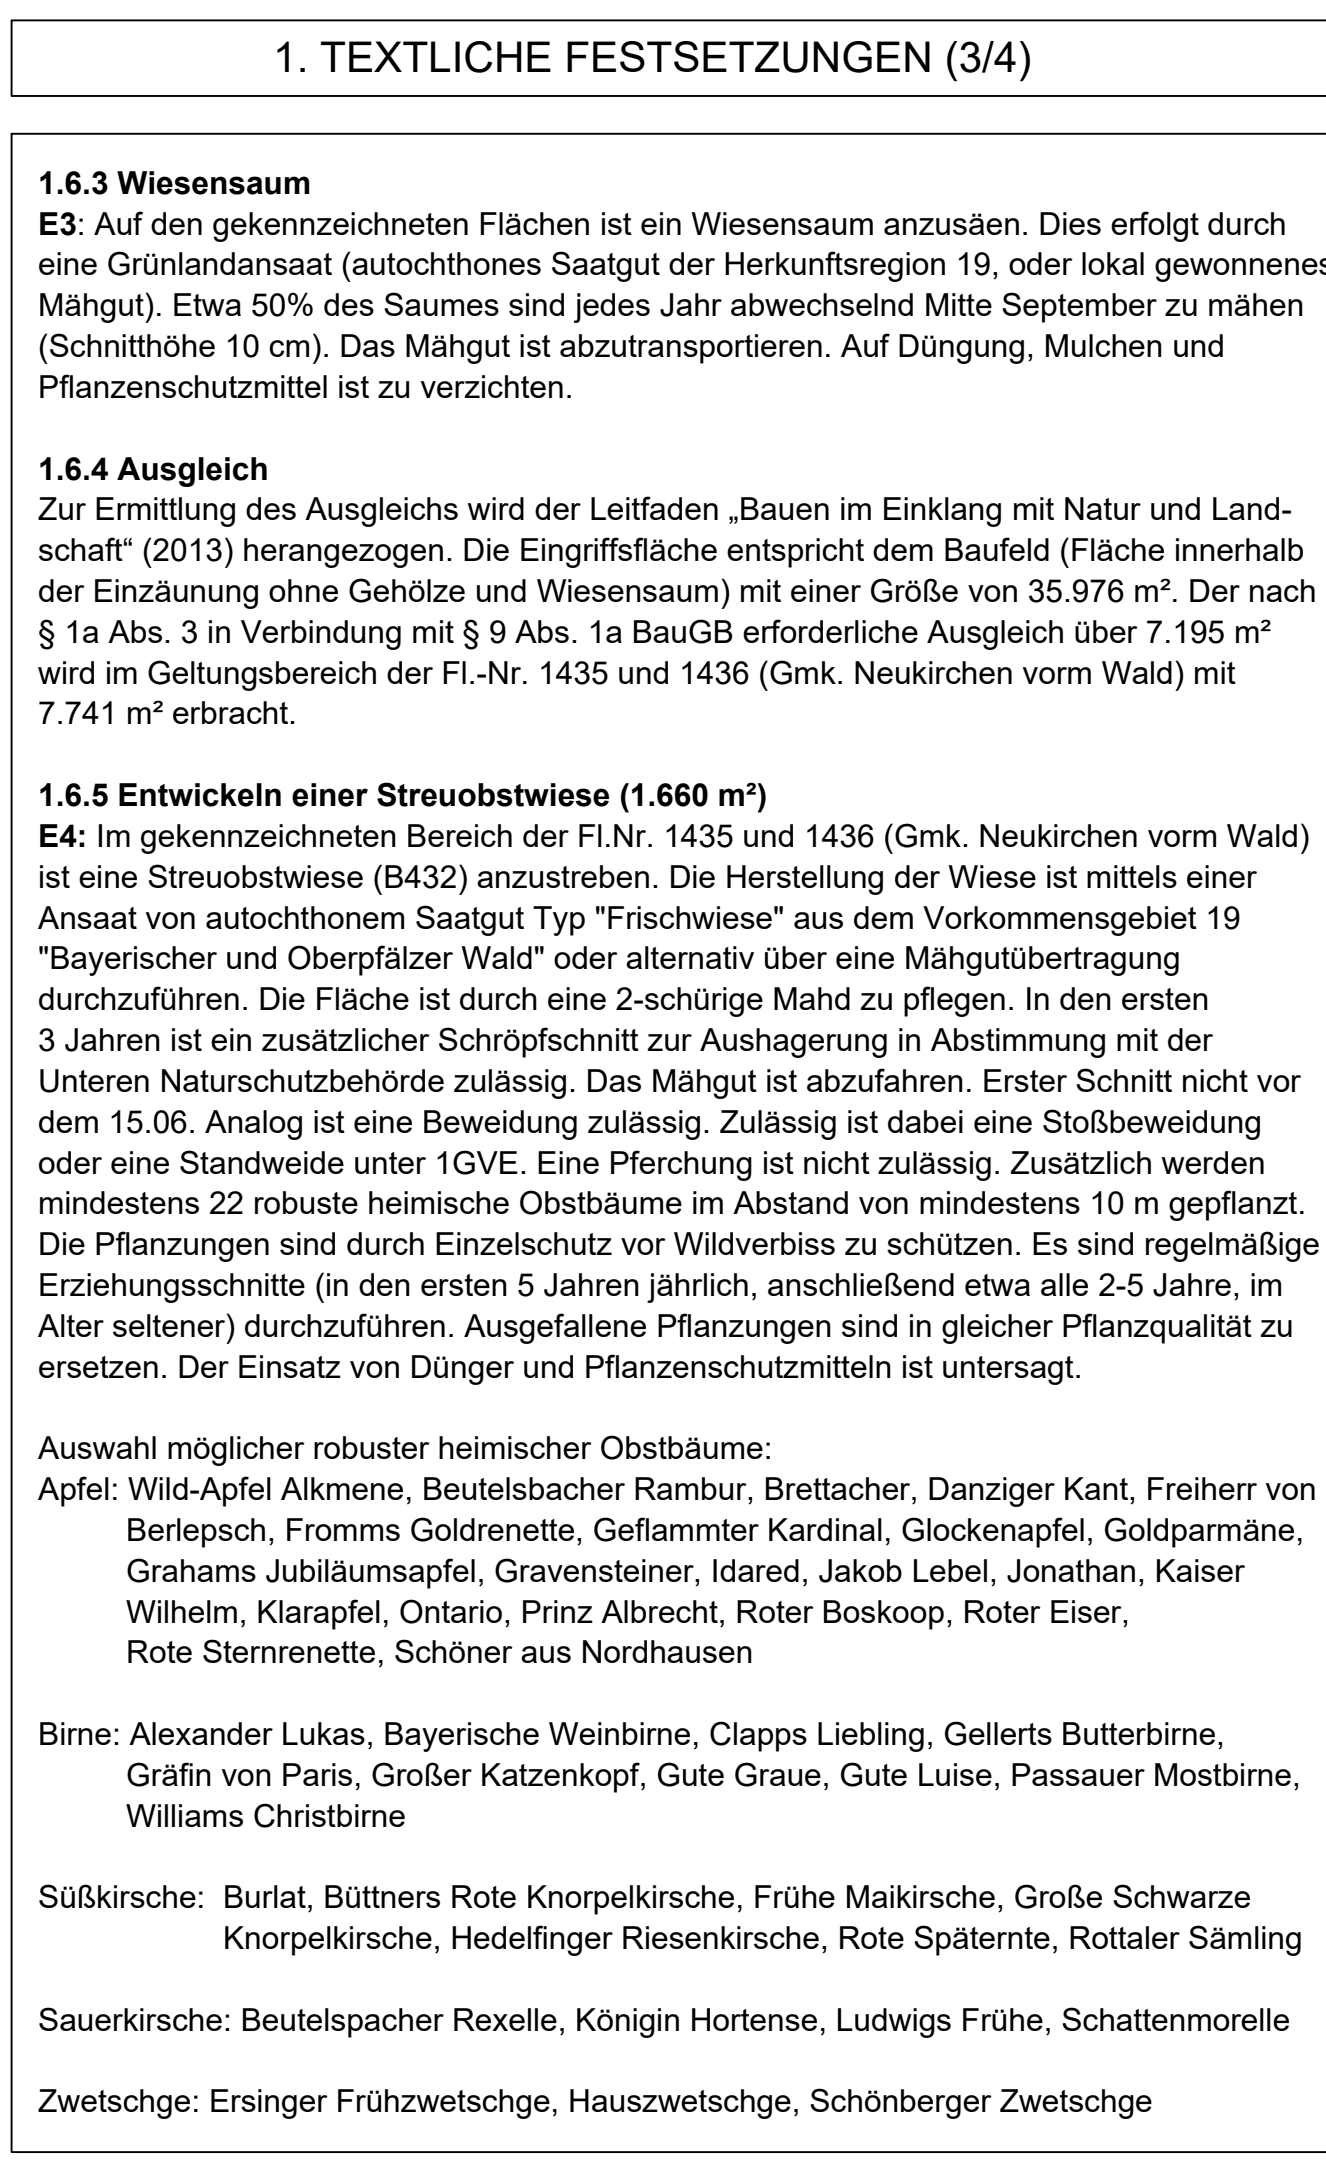 1. TEXTLICHE FESTSETZUNGEN (3/4)
1.6.3 Wiesensaum
E3: Auf den gekennzeichneten Flächen ist ein Wiesensaum anzusäen. Dies erfolgt durch
eine Grünlandansaat (autochthones Saatgut der Herkunftsregion 19, oder lokal gewonnenes
Mähgut). Etwa 50% des Saumes sind jedes Jahr abwechselnd Mitte September zu mähen
(Schnitthöhe 10 cm). Das Mähgut ist abzutransportieren. Auf Düngung, Mulchen und
Pflanzenschutzmittel ist zu verzichten.
1.6.4 Ausgleich
Zur Ermittlung des Ausgleichs wird der Leitfaden „Bauen im Einklang mit Natur und Land-
schaft“ (2013) herangezogen. Die Eingriffsfläche entspricht dem Baufeld (Fläche innerhalb
der Einzäunung ohne Gehölze und Wiesensaum) mit einer Größe von 35.976 m². Der nach
§ 1a Abs. 3 in Verbindung mit § 9 Abs. 1a BauGB erforderliche Ausgleich über 7.195 m²
wird im Geltungsbereich der Fl.-Nr. 1435 und 1436 (Gmk. Neukirchen vorm Wald) mit
7.741 m² erbracht.
1.6.5 Entwickeln einer Streuobstwiese (1.660 m²)
E4: Im gekennzeichneten Bereich der Fl.Nr. 1435 und 1436 (Gmk. Neukirchen vorm Wald)
ist eine Streuobstwiese (B432) anzustreben. Die Herstellung der Wiese ist mittels einer
Ansaat von autochthonem Saatgut Typ "Frischwiese" aus dem Vorkommensgebiet 19
"Bayerischer und Oberpfälzer Wald" oder alternativ über eine Mähgutübertragung
durchzuführen. Die Fläche ist durch eine 2-schürige Mahd zu pflegen. In den ersten
3 Jahren ist ein zusätzlicher Schröpfschnitt zur Aushagerung in Abstimmung mit der
Unteren Naturschutzbehörde zulässig. Das Mähgut ist abzufahren. Erster Schnitt nicht vor
dem 15.06. Analog ist eine Beweidung zulässig. Zulässig ist dabei eine Stoßbeweidung
oder eine Standweide unter 1GVE. Eine Pferchung ist nicht zulässig. Zusätzlich werden
mindestens 22 robuste heimische Obstbäume im Abstand von mindestens 10 m gepflanzt.
Die Pflanzungen sind durch Einzelschutz vor Wildverbiss zu schützen. Es sind regelmäßige
Erziehungsschnitte (in den ersten 5 Jahren jährlich, anschließend etwa alle 2-5 Jahre, im
Alter seltener) durchzuführen. Ausgefallene Pflanzungen sind in gleicher Pflanzqualität zu
ersetzen. Der Einsatz von Dünger und Pflanzenschutzmitteln ist untersagt.
Auswahl möglicher robuster heimischer Obstbäume:
Apfel: Wild-Apfel Alkmene, Beutelsbacher Rambur, Brettacher, Danziger Kant, Freiherr von
Berlepsch, Fromms Goldrenette, Geflammter Kardinal, Glockenapfel, Goldparmäne,
Grahams Jubiläumsapfel, Gravensteiner, Idared, Jakob Lebel, Jonathan, Kaiser
Wilhelm, Klarapfel, Ontario, Prinz Albrecht, Roter Boskoop, Roter Eiser,
Rote Sternrenette, Schöner aus Nordhausen
Birne: Alexander Lukas, Bayerische Weinbirne, Clapps Liebling, Gellerts Butterbirne,
Gräfin von Paris, Großer Katzenkopf, Gute Graue, Gute Luise, Passauer Mostbirne,
Williams Christbirne
Süßkirsche: Burlat, Büttners Rote Knorpelkirsche, Frühe Maikirsche, Große Schwarze
Knorpelkirsche, Hedelfinger Riesenkirsche, Rote Späternte, Rottaler Sämling
Sauerkirsche: Beutelspacher Rexelle, Königin Hortense, Ludwigs Frühe, Schattenmorelle
Zwetschge: Ersinger Frühzwetschge, Hauszwetschge, Schönberger Zwetschge